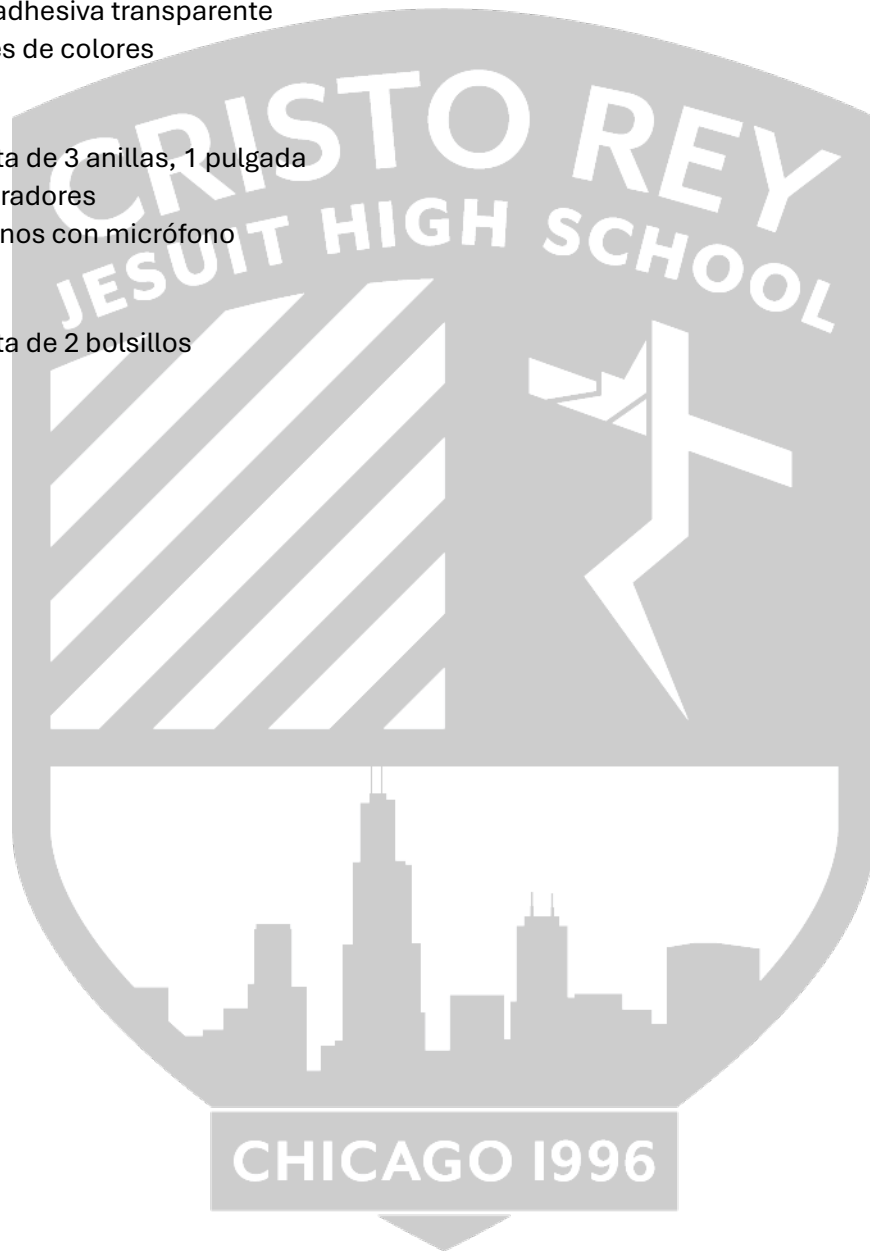 adhesiva transparente
es de colores
ta de 3 anillas, 1 pulgada
radores
nos con micrófono
ta de 2 bolsillos
CRISTO REY
JESUIT HIGH SCHOOL
CHICAGO 1996